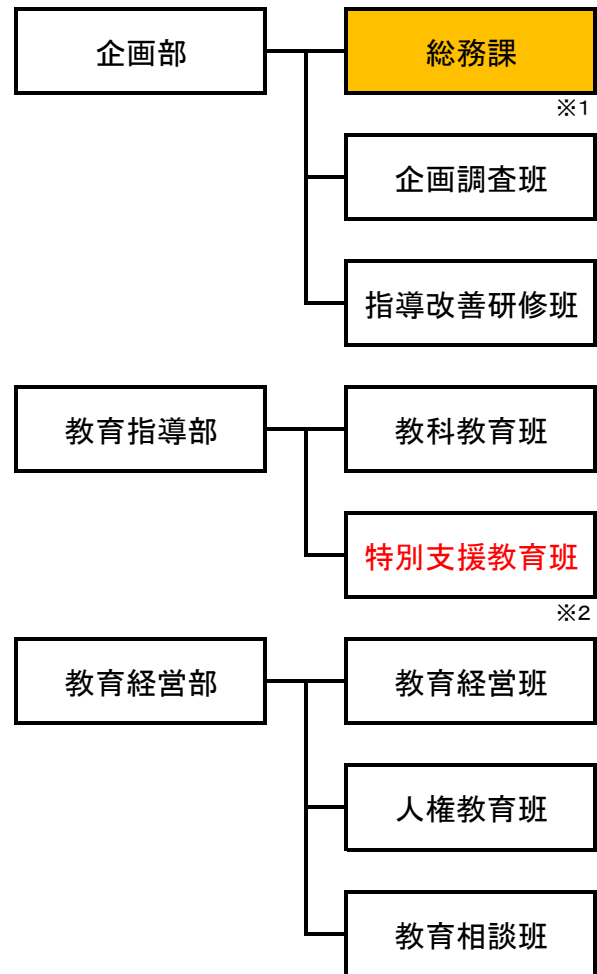 企画部
総務課
※1
企画調査班
指導改善研修班
教育指導部
教科教育班
特別支援教育班
※2
教育経営部
教育経営班
人権教育班
教育相談班